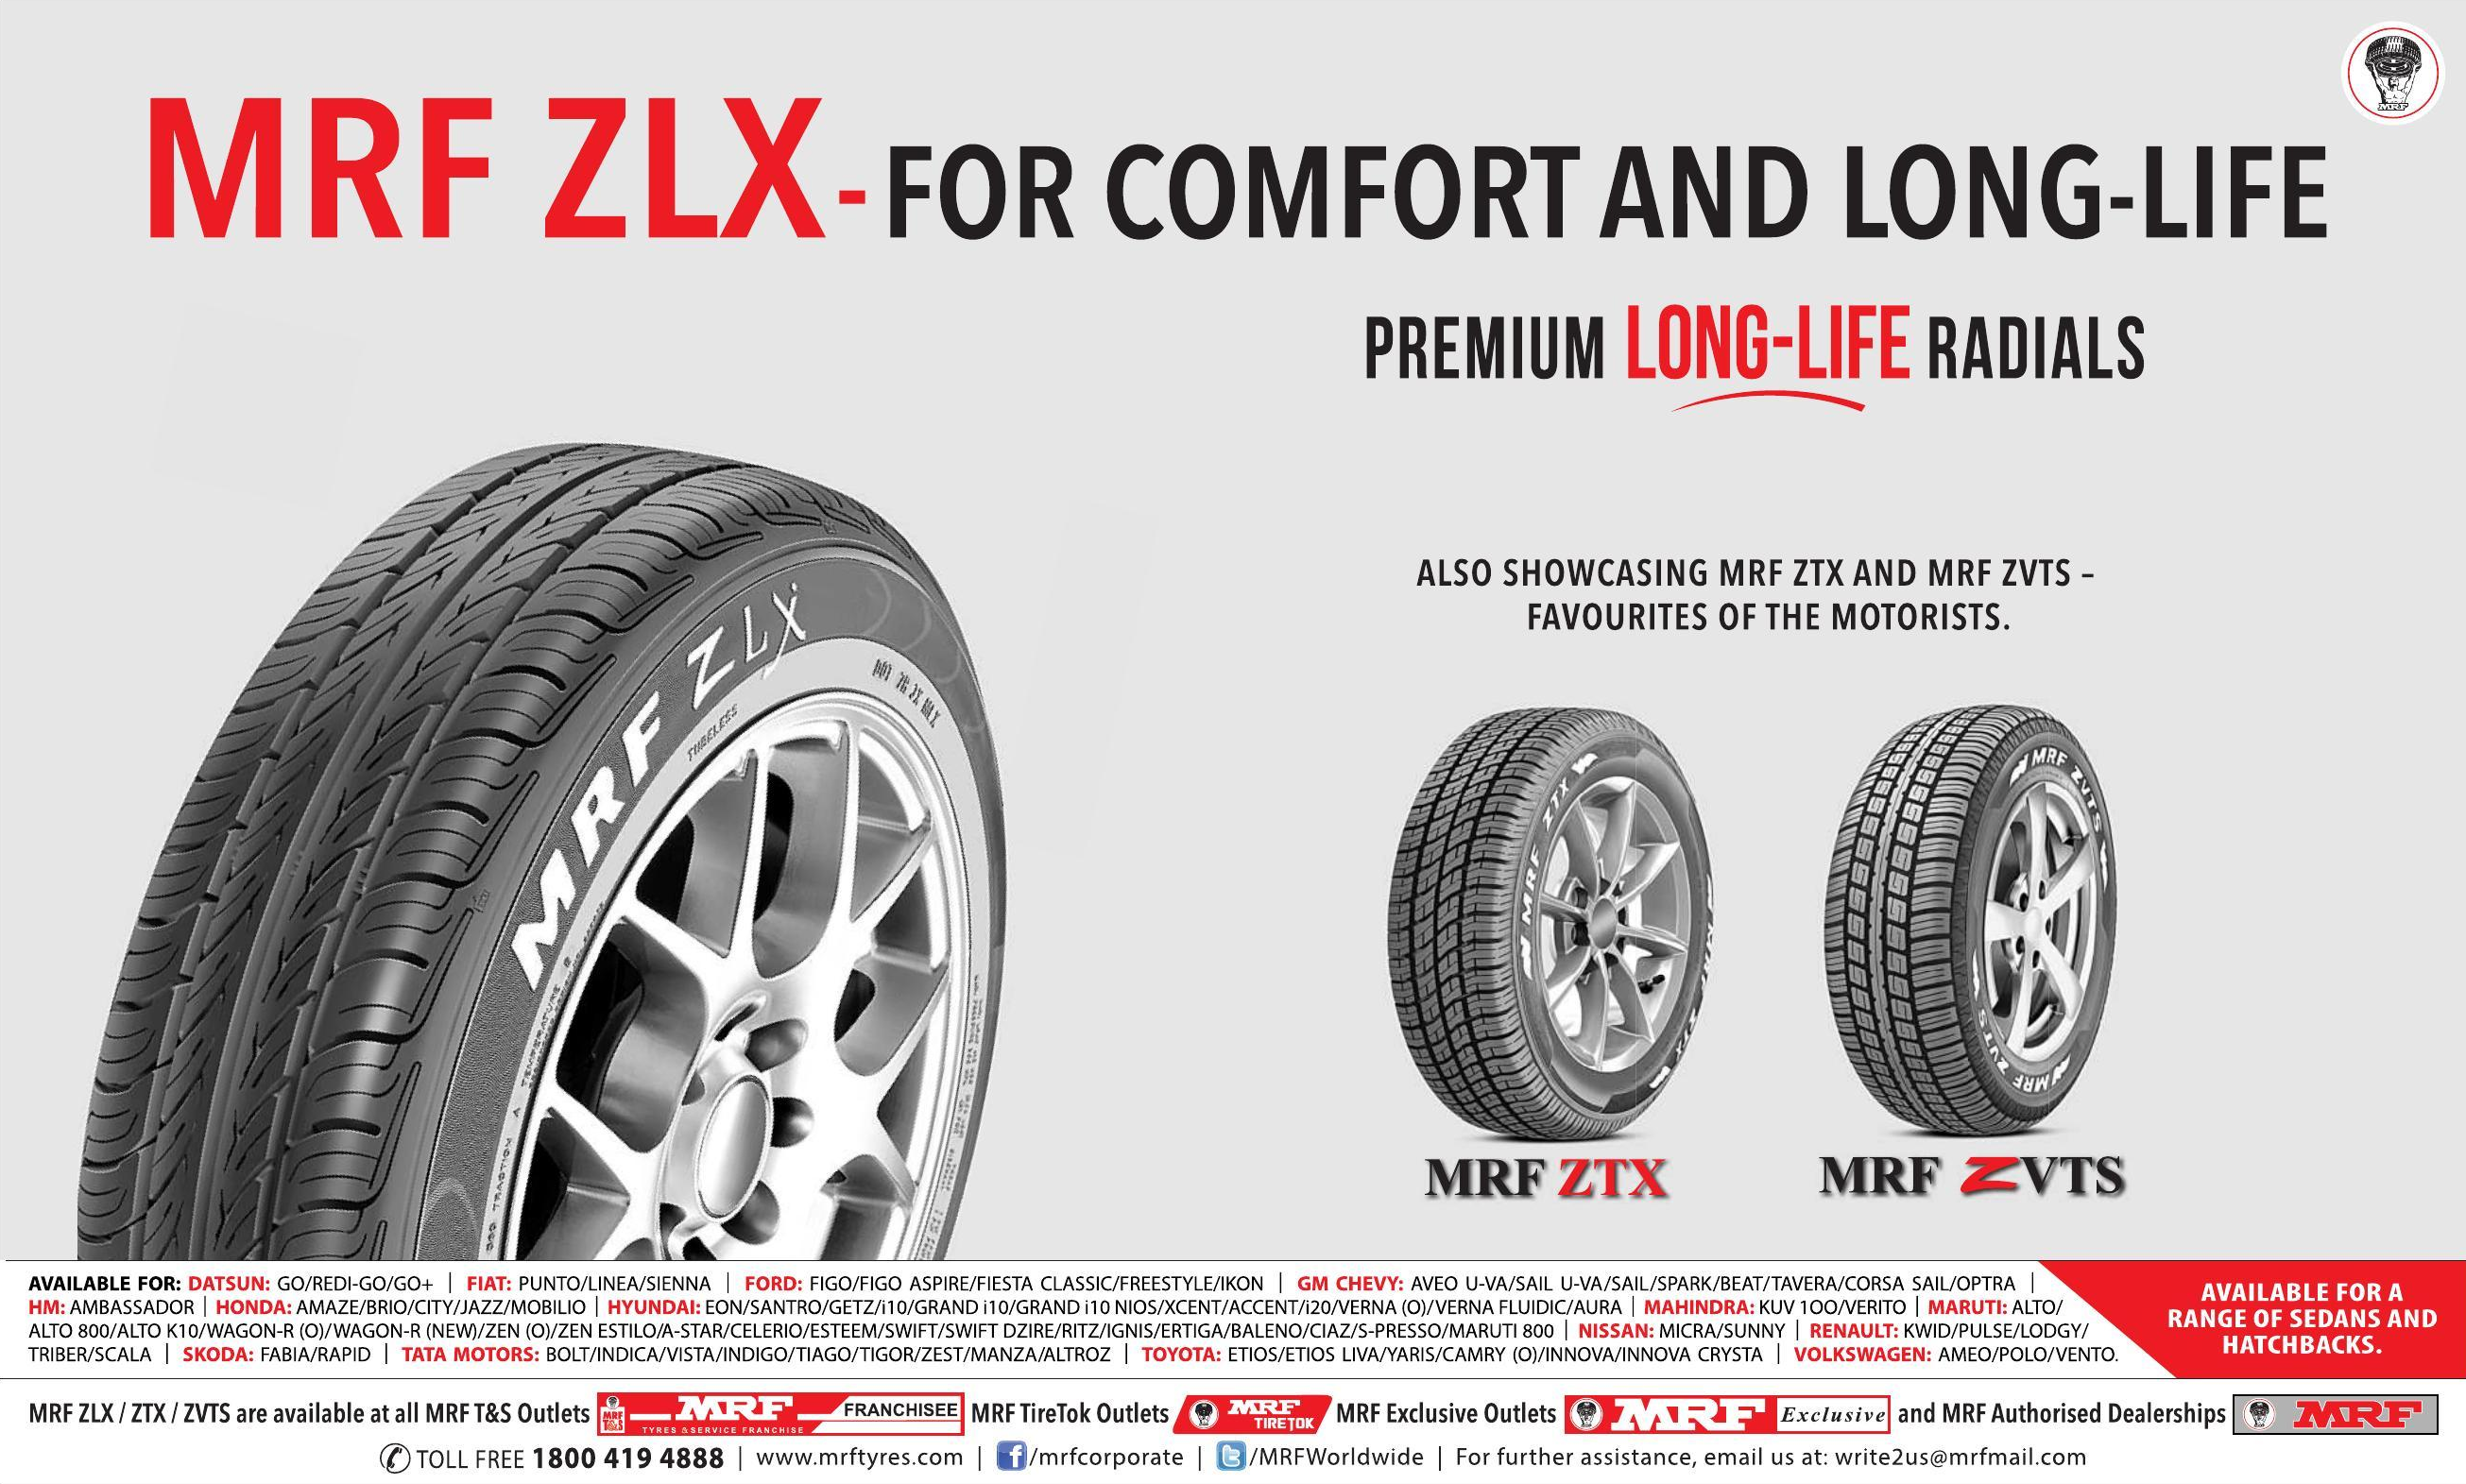 MRF
MRF ZLX - FOR COMFORT AND LONG-LIFE
PREMIUM LONG-LIFE RADIALS
ALSO SHOWCASING MRF ZTX AND MRF ZVTS –
FAVOURITES OF THE MOTORISTS.
MRF ZLX
TUBELESS
MRF ZTX
MRF ZVTS
MRF ZVTS
MRF ZTX
MRF ZVTS
AVAILABLE FOR: DATSUN: GO/REDI-GO/GO+ | FIAT: PUNTO/LINEA/SIENNA | FORD: FIGO/FIGO ASPIRE/FIESTA CLASSIC/FREESTYLE/IKON | GM CHEVY: AVEO U-VA/SAIL U-VA/SAIL/SPARK/BEAT/TAVERA/CORSA SAIL/OPTRA |
HM: AMBASSADOR | HONDA: AMAZE/BRIO/CITY/JAZZ/MOBILIO | HYUNDAI: EON/SANTRO/GETZ/i10/GRAND i10/GRAND i10 NIOS/XCENT/ACCENT/i20/VERNA (O)/VERNA FLUIDIC/AURA | MAHINDRA: KUV 1OO/VERITO | MARUTI: ALTO/
ALTO 800/ALTO K10/WAGON-R (O)/WAGON-R (NEW)/ZEN (O)/ZEN ESTILO/A-STAR/CELERIO/ESTEEM/SWIFT/SWIFT DZIRE/RITZ/IGNIS/ERTIGA/BALENO/CIAZ/S-PRESSO/MARUTI 800 | NISSAN: MICRA/SUNNY | RENAULT: KWID/PULSE/LODGY/
TRIBER/SCALA | SKODA: FABIA/RAPID | TATA MOTORS: BOLT/INDICA/VISTA/INDIGO/TIAGO/TIGOR/ZEST/MANZA/ALTROZ | TOYOTA: ETIOS/ETIOS LIVA/YARIS/CAMRY (O)/INNOVA/INNOVA CRYSTA | VOLKSWAGEN: AMEO/POLO/VENTO.
AVAILABLE FOR A
RANGE OF SEDANS AND
HATCHBACKS.
MRF ZLX / ZTX / ZVTS are available at all MRF T&S Outlets MRF T&S MRF FRANCHISEE TYRES & SERVICE FRANCHISE MRF TireTok Outlets MRF TIRETOK MRF Exclusive Outlets MRF Exclusive and MRF Authorised Dealerships MRF
TOLL FREE 1800 419 4888 | www.mrftyres.com | f/mrfcorporate | /MRFWorldwide | For further assistance, email us at: write2us@mrfmail.com